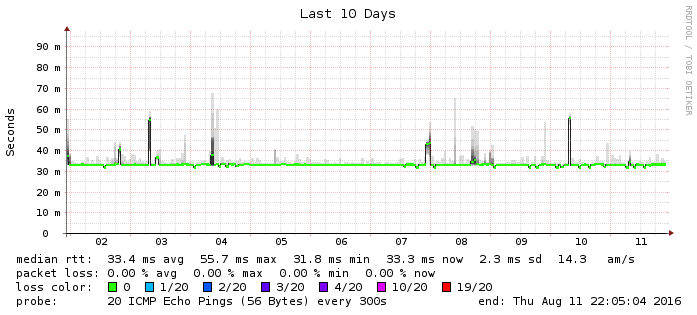 Last 10 Days
RRDTOOL / TOBI OETIKER
Seconds
90 m
80 m
70 m
60 m
50 m
40 m
30 m
20 m
10 m
0
02 03 04 05 06 07 08 09 10 11
median rtt: 33.4 ms avg 55.7 ms max 31.8 ms min 33.3 ms now 2.3 ms sd 14.3 am/s
packet loss: 0.00 % avg 0.00 % max 0.00 % min 0.00 % now
loss color: 0 1/20 2/20 3/20 4/20 10/20 19/20
probe: 20 ICMP Echo Pings (56 Bytes) every 300s end: Thu Aug 11 22:05:04 2016